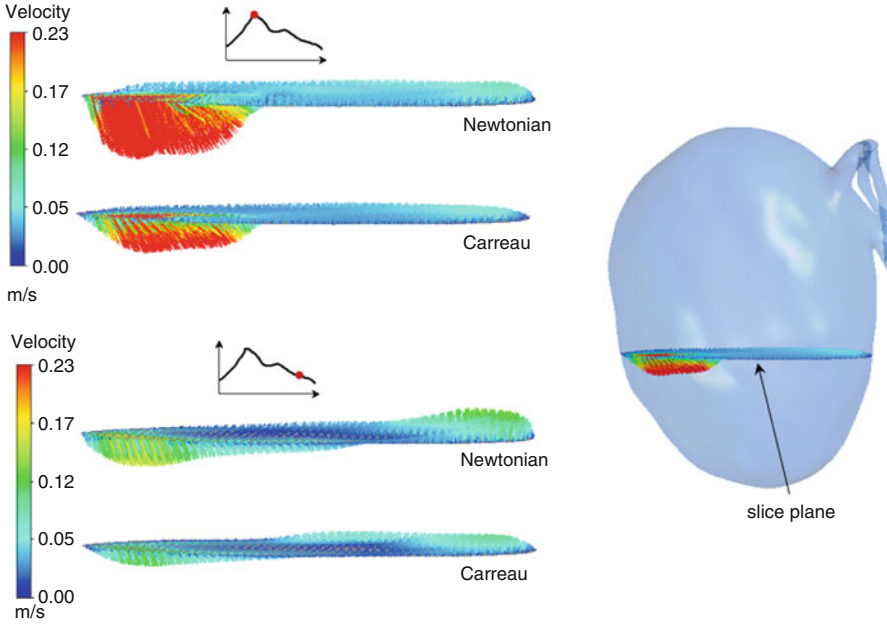 Velocity
0.23
0.17
0.12
0.05
0.00
m/s
Newtonian
Carreau
Velocity
0.23
0.17
0.12
0.05
0.00
m/s
Newtonian
Carreau
slice plane